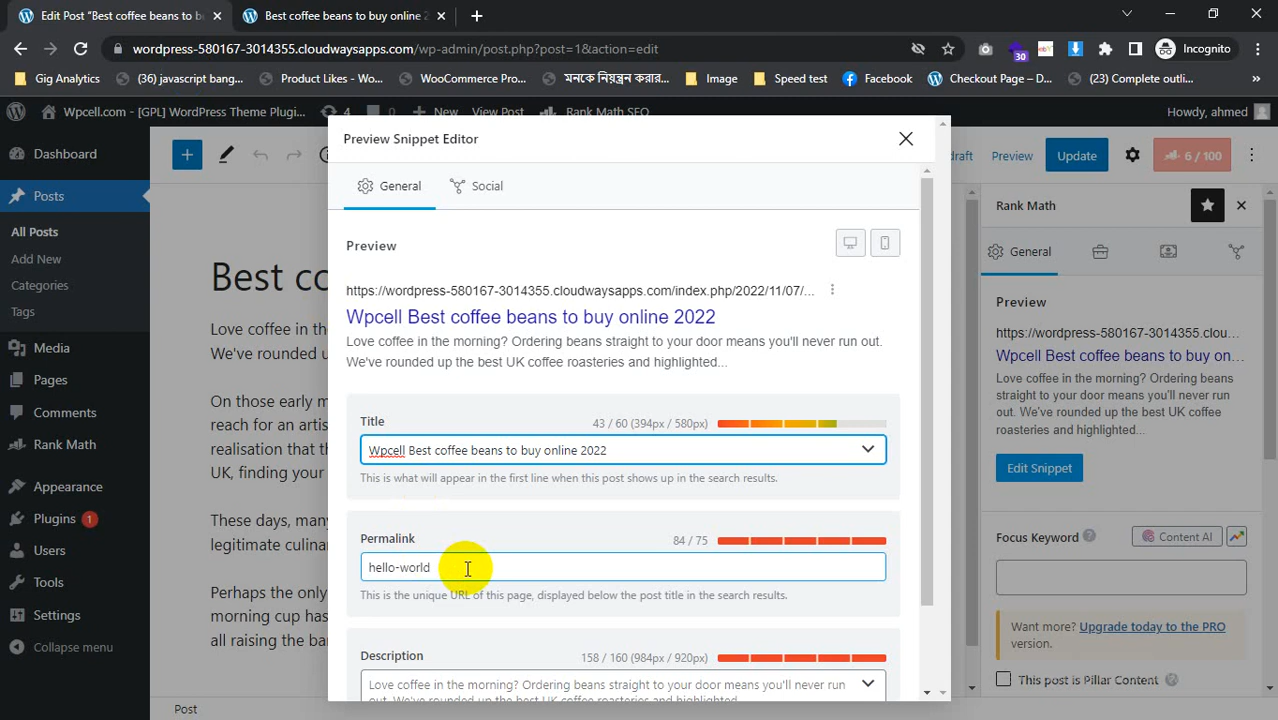 Edit Post "Best coffee beans to b
Best coffee beans to buy online 2
wordpress-580167-3014355.cloudwaysapps.com/wp-admin/post.php?post=1&action=edit
30
Incognito
Gig Analytics
(36) javascript bang...
Product Likes - Wo...
WooCommerce Pro...
মনকে নিয়ন্ত্রন করার...
Image
Speed test
Facebook
Checkout Page – D...
(23) Complete outli...
»
Wpcell.com – [GPL] WordPress Theme Plugi...
4
New
View Post
Rank Math SEO
Howdy, ahmed
Dashboard
Posts
All Posts
Add New
Categories
Tags
Media
Pages
Comments
Rank Math
Appearance
Plugins 1
Users
Tools
Settings
Collapse menu
draft
Preview
Update
6 / 100
Best co
Love coffee in th
We've rounded u
On those early m
reach for an artis
realisation that th
UK, finding your
These days, many
legitimate culina
Perhaps the only
morning cup has
all raising the ba
Post
Preview Snippet Editor
General
Social
Preview
https://wordpress-580167-3014355.cloudwaysapps.com/index.php/2022/11/07/...
Wpcell Best coffee beans to buy online 2022
Love coffee in the morning? Ordering beans straight to your door means you'll never run out.
We've rounded up the best UK coffee roasteries and highlighted...
Title
43 / 60 (394px / 580px)
Wpcell Best coffee beans to buy online 2022
This is what will appear in the first line when this post shows up in the search results.
Permalink
84 / 75
hello-world
This is the unique URL of this page, displayed below the post title in the search results.
Description
158 / 160 (984px / 920px)
Love coffee in the morning? Ordering beans straight to your door means you'll never run
out. We've rounded up the best UK coffee roasteries and highlighted
Rank Math
General
Preview
https://wordpress-580167-3014355.clou...
Wpcell Best coffee beans to buy on...
Love coffee in the morning? Ordering
beans straight to your door means
you'll never run out. We've rounded
up the best UK coffee roasteries and
highlighted...
Edit Snippet
Focus Keyword
Content AI
Want more? Upgrade today to the PRO
version.
This post is Pillar Content